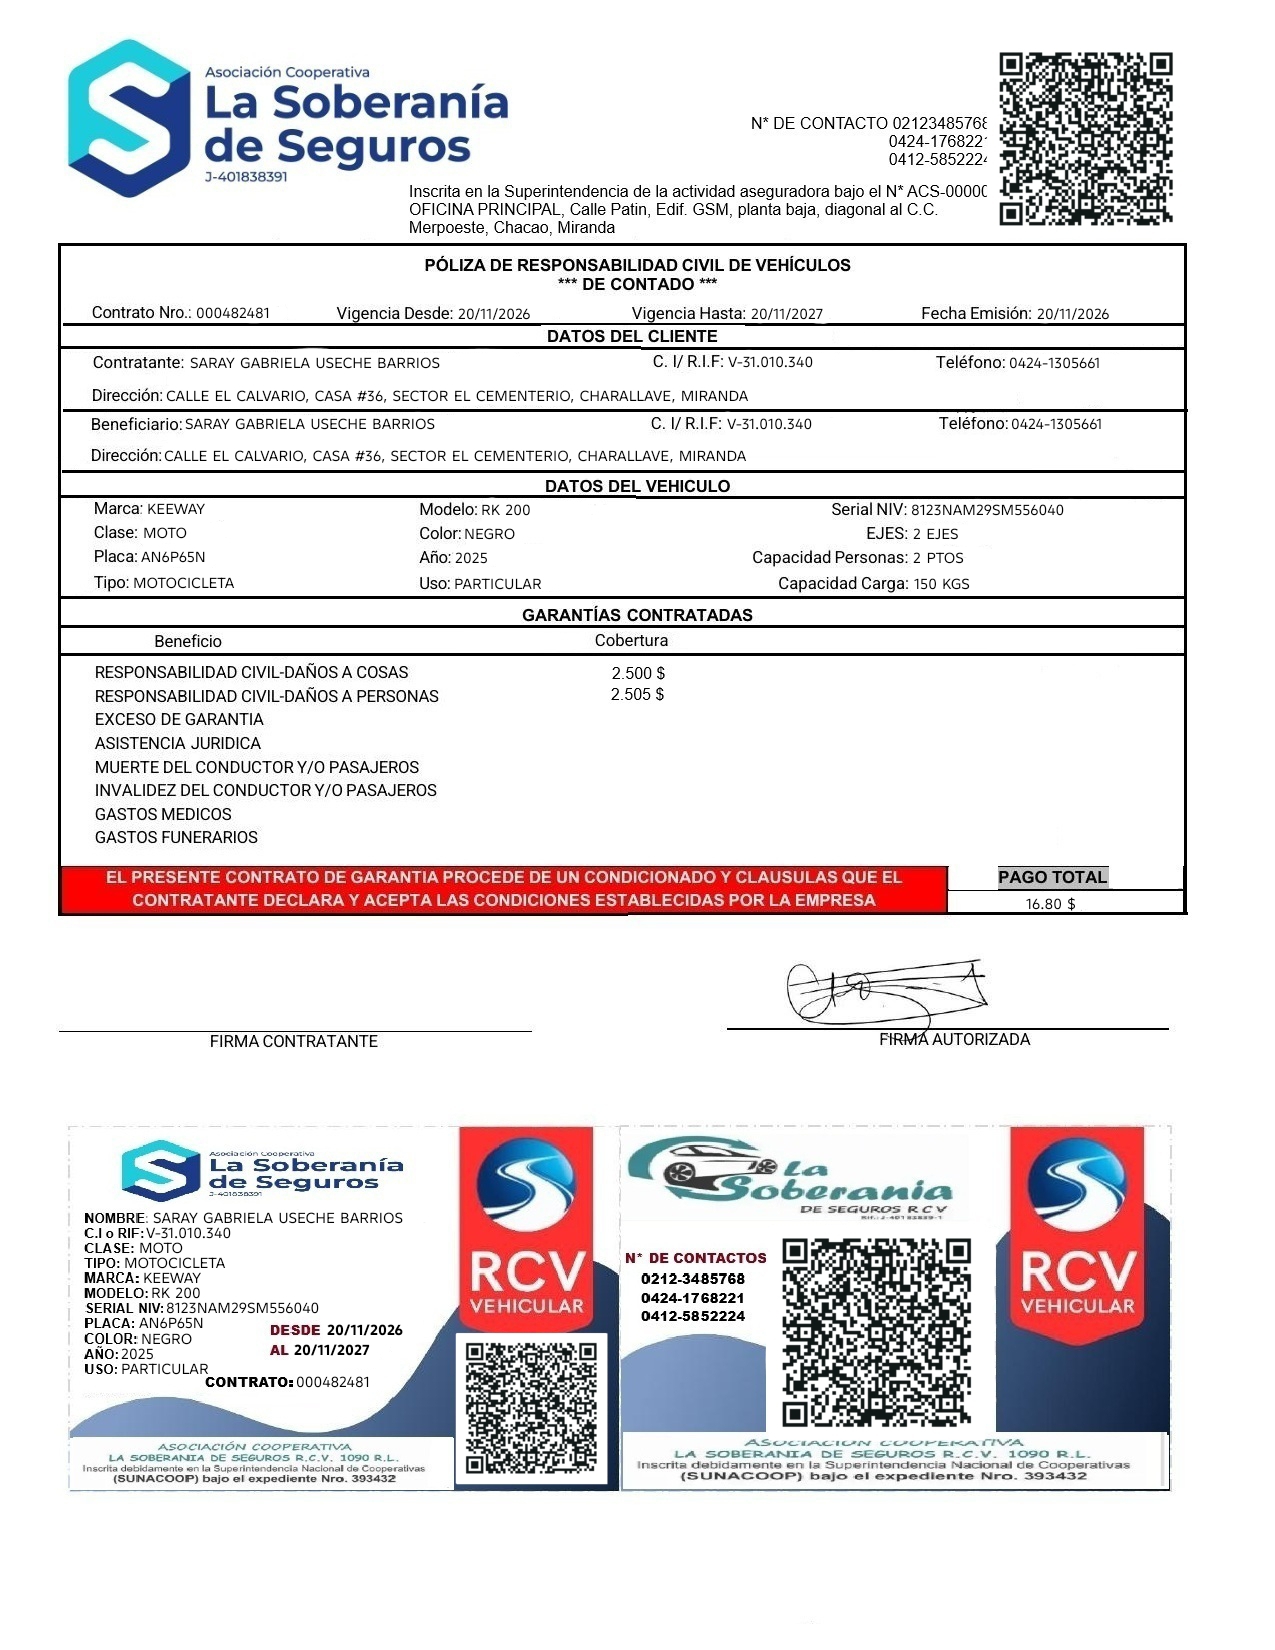 Asociación Cooperativa
La Soberanía
de Seguros
J-401838391
N* DE CONTACTO 02123485768
0424-176822
0412-5852224
Inscrita en la Superintendencia de la actividad aseguradora bajo el N* ACS-00000
OFICINA PRINCIPAL, Calle Patin, Edif. GSM, planta baja, diagonal al C.C.
Merpoeste, Chacao, Miranda
PÓLIZA DE RESPONSABILIDAD CIVIL DE VEHÍCULOS
*** DE CONTADO ***
Contrato Nro.: 000482481 Vigencia Desde: 20/11/2026 Vigencia Hasta: 20/11/2027 Fecha Emisión: 20/11/2026
DATOS DEL CLIENTE
Contratante: SARAY GABRIELA USECHE BARRIOS C. I/ R.I.F: V-31.010.340 Teléfono: 0424-1305661
Dirección: CALLE EL CALVARIO, CASA #36, SECTOR EL CEMENTERIO, CHARALLAVE, MIRANDA
Beneficiario: SARAY GABRIELA USECHE BARRIOS C. I/ R.I.F: V-31.010.340 Teléfono: 0424-1305661
Dirección: CALLE EL CALVARIO, CASA #36, SECTOR EL CEMENTERIO, CHARALLAVE, MIRANDA
DATOS DEL VEHICULO
Marca: KEEWAY Modelo: RK 200 Serial NIV: 8123NAM29SM556040
Clase: MOTO Color: NEGRO EJES: 2 EJES
Placa: AN6P65N Año: 2025 Capacidad Personas: 2 PTOS
Tipo: MOTOCICLETA Uso: PARTICULAR Capacidad Carga: 150 KGS
GARANTÍAS CONTRATADAS
Beneficio Cobertura
RESPONSABILIDAD CIVIL-DAÑOS A COSAS 2.500 $
RESPONSABILIDAD CIVIL-DAÑOS A PERSONAS 2.505 $
EXCESO DE GARANTIA
ASISTENCIA JURIDICA
MUERTE DEL CONDUCTOR Y/O PASAJEROS
INVALIDEZ DEL CONDUCTOR Y/O PASAJEROS
GASTOS MEDICOS
GASTOS FUNERARIOS
EL PRESENTE CONTRATO DE GARANTIA PROCEDE DE UN CONDICIONADO Y CLAUSULAS QUE EL PAGO TOTAL
CONTRATANTE DECLARA Y ACEPTA LAS CONDICIONES ESTABLECIDAS POR LA EMPRESA 16.80 $
FIRMA CONTRATANTE FIRMA AUTORIZADA
Asociación Cooperativa
La Soberanía
de Seguros
J-401838391
NOMBRE: SARAY GABRIELA USECHE BARRIOS
C.I o RIF: V-31.010.340
CLASE: MOTO
TIPO: MOTOCICLETA
MARCA: KEEWAY
MODELO: RK 200
SERIAL NIV: 8123NAM29SM556040
PLACA: AN6P65N
COLOR: NEGRO
AÑO: 2025
USO: PARTICULAR
DESDE 20/11/2026
AL 20/11/2027
CONTRATO: 000482481
RCV
VEHICULAR
ASOCIACIÓN COOPERATIVA
LA SOBERANIA DE SEGUROS R.C.V. 1090 R.L.
Inscrita debidamente en la Superintendencia Nacional de Cooperativas
(SUNACOOP) bajo el expediente Nro. 393432
La
Soberania
DE SEGUROS R C V
N* DE CONTACTOS
0212-3485768
0424-1768221
0412-5852224
RCV
VEHICULAR
ASOCIACIÓN COOPERATIVA
LA SOBERANIA DE SEGUROS R.C.V. 1090 R.L.
Inscrita debidamente en la Superintendencia Nacional de Cooperativas
(SUNACOOP) bajo el expediente Nro. 393432